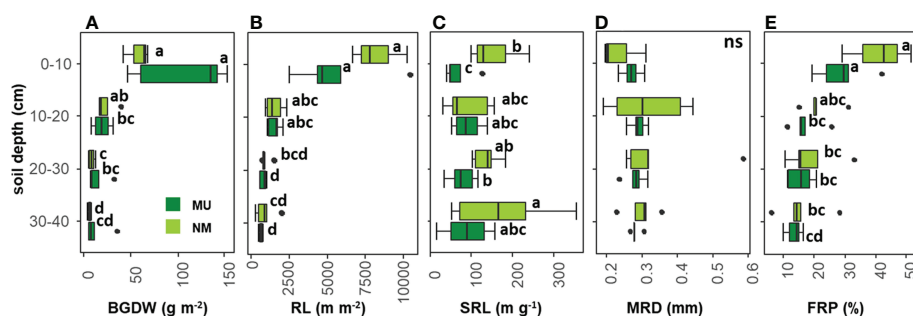 A B C D E
soil depth (cm)
0-10
10-20
20-30
30-40
MU
NM
a
a
ab
bc
c
bc
d
cd
0 50 100 150
BGDW (g m-2)
a
a
abc
abc
bcd
cd
d
0 2500 5000 7500 10000
RL (m m-2)
b
c
abc
abc
ab
b
a
abc
0 100 200 300
SRL (m g-1)
ns
0.2 0.3 0.4 0.5 0.6
MRD (mm)
a
a
abc
bc
bc
bc
bc
cd
10 20 30 40 50
FRP (%)